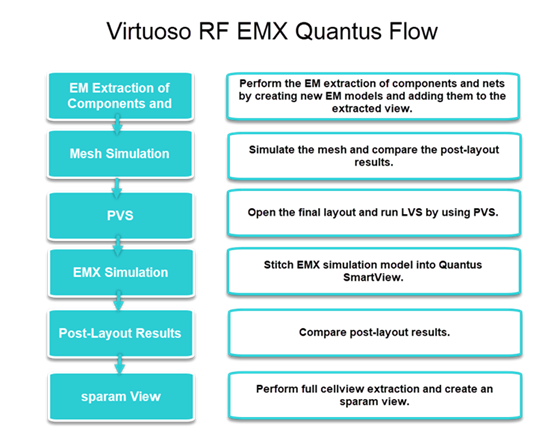 Virtuoso RF EMX Quantus Flow
EM Extraction of
Components and
Perform the EM extraction of components and nets
by creating new EM models and adding them to the
extracted view.
Mesh Simulation
Simulate the mesh and compare the post-layout
results.
PVS
Open the final layout and run LVS by using PVS.
EMX Simulation
Stitch EMX simulation model into Quantus
SmartView.
Post-Layout Results
Compare post-layout results.
sparam View
Perform full cellview extraction and create an
sparam view.